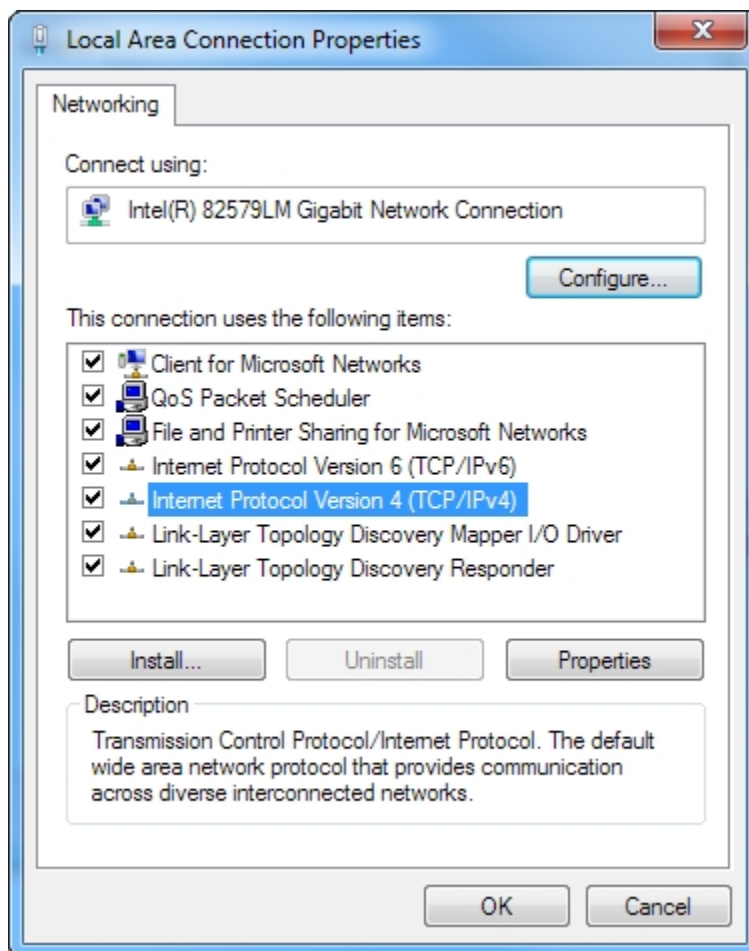 Local Area Connection Properties
Networking
Connect using:
Intel(R) 82579LM Gigabit Network Connection
Configure...
This connection uses the following items:
Client for Microsoft Networks
QoS Packet Scheduler
File and Printer Sharing for Microsoft Networks
Internet Protocol Version 6 (TCP/IPv6)
Internet Protocol Version 4 (TCP/IPv4)
Link-Layer Topology Discovery Mapper I/O Driver
Link-Layer Topology Discovery Responder
Install...
Uninstall
Properties
Description
Transmission Control Protocol/Internet Protocol. The default
wide area network protocol that provides communication
across diverse interconnected networks.
OK
Cancel